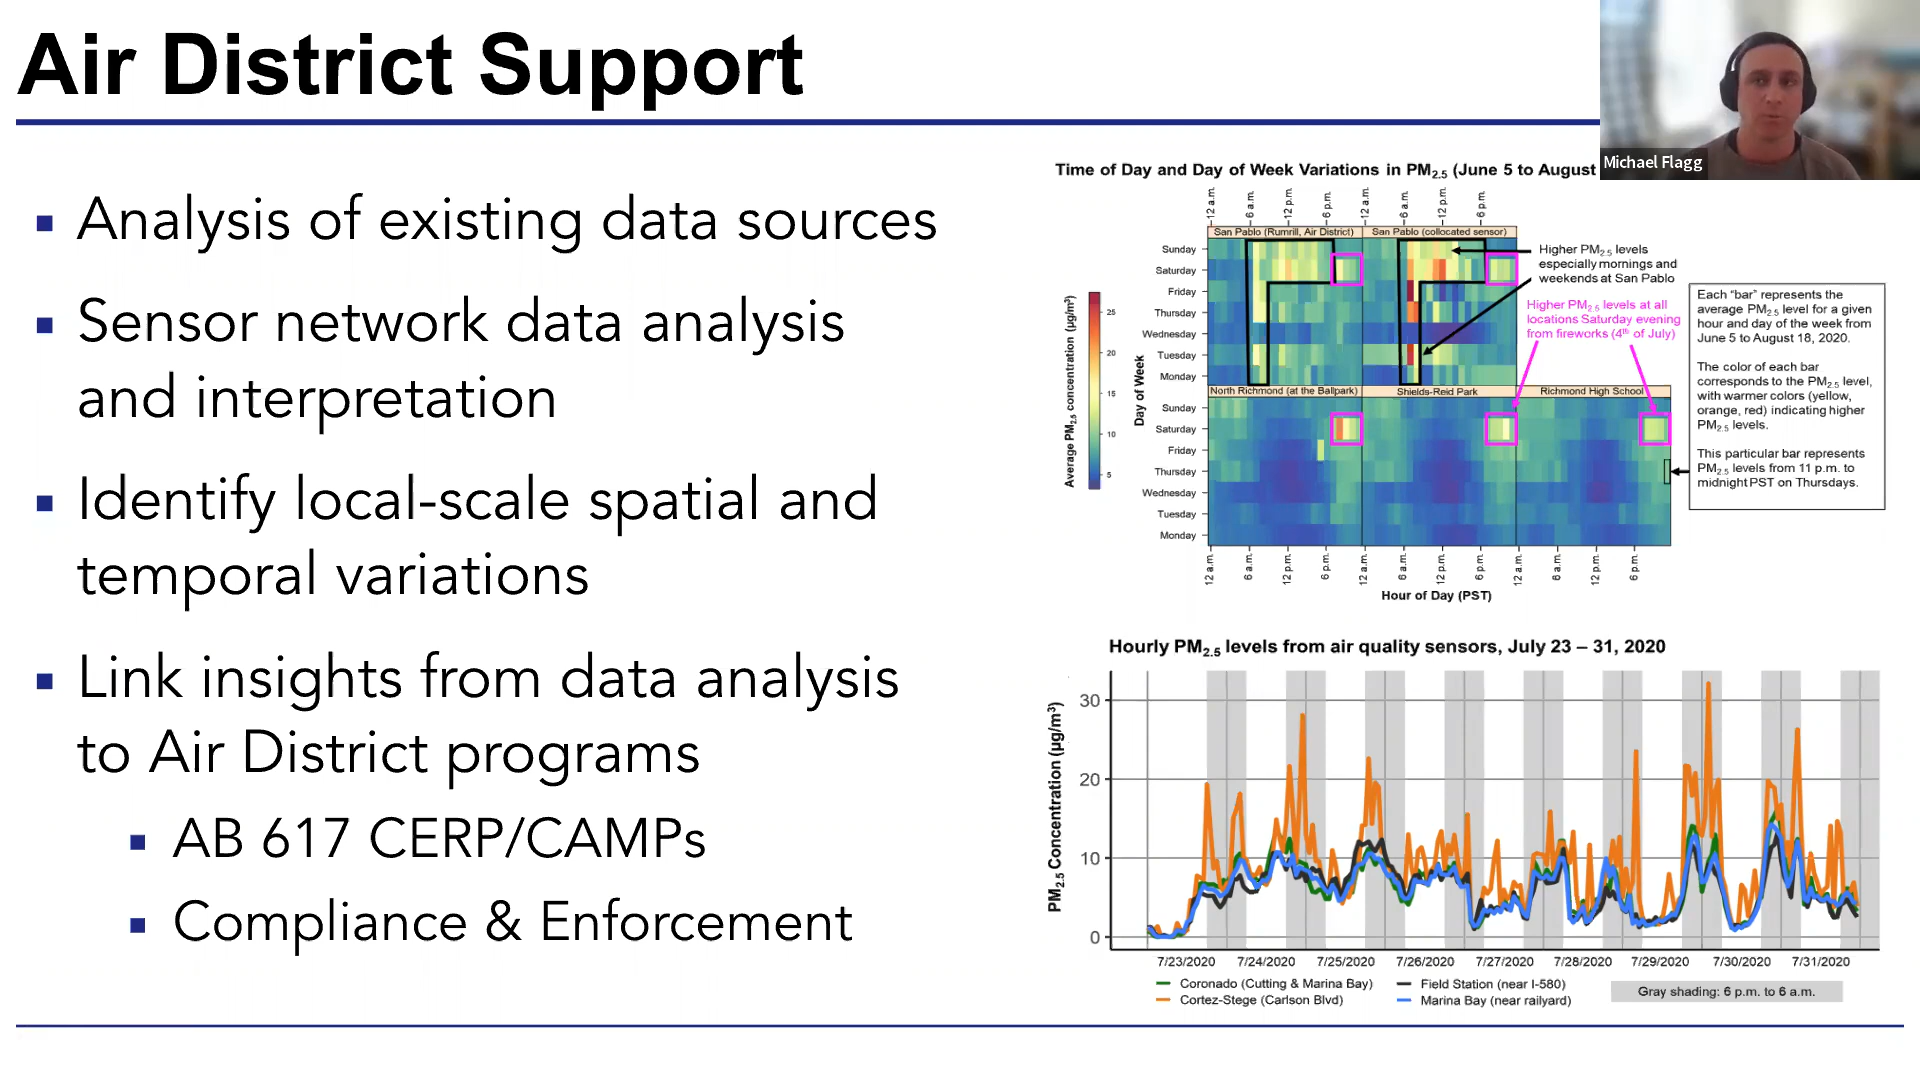 Air District Support
Michael Flagg
Analysis of existing data sources
Sensor network data analysis
and interpretation
Identify local-scale spatial and
temporal variations
Link insights from data analysis
to Air District programs
AB 617 CERP/CAMPs
Compliance & Enforcement
Time of Day and Day of Week Variations in PM2.5 (June 5 to August
12 a.m. 6 a.m. 12 p.m. 6 p.m. 12 a.m. 6 a.m. 12 p.m. 6 p.m.
San Pablo (Rumrill, Air District) San Pablo (collocated sensor)
Sunday
Saturday
Friday
Thursday
Wednesday
Tuesday
Monday
North Richmond (at the Ballpark) Shields-Reid Park Richmond High School
Sunday
Saturday
Friday
Thursday
Wednesday
Tuesday
Monday
12 a.m. 6 a.m. 12 p.m. 6 p.m. 12 a.m. 6 a.m. 12 p.m. 6 p.m. 12 a.m. 6 a.m. 12 p.m. 6 p.m.
Hour of Day (PST)
Day of Week
Average PM2.5 concentration (µg/m³)
25
20
15
10
5
Higher PM2.5 levels
especially mornings and
weekends at San Pablo
Higher PM2.5 levels at all
locations Saturday evening
from fireworks (4th of July)
Each "bar" represents the
average PM2.5 level for a given
hour and day of the week from
June 5 to August 18, 2020.
The color of each bar
corresponds to the PM2.5 level,
with warmer colors (yellow,
orange, red) indicating higher
PM2.5 levels.
This particular bar represents
PM2.5 levels from 11 p.m. to
midnight PST on Thursdays.
Hourly PM2.5 levels from air quality sensors, July 23 – 31, 2020
PM2.5 Concentration (µg/m³)
30
20
10
0
7/23/2020 7/24/2020 7/25/2020 7/26/2020 7/27/2020 7/28/2020 7/29/2020 7/30/2020 7/31/2020
Coronado (Cutting & Marina Bay) Field Station (near I-580)
Cortez-Stege (Carlson Blvd) Marina Bay (near railyard)
Gray shading: 6 p.m. to 6 a.m.